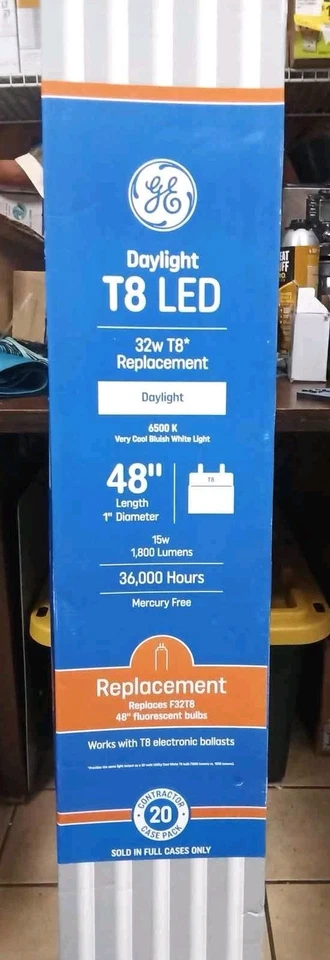 GE
Daylight
T8 LED
32w T8*
Replacement
Daylight
6500 K
Very Cool Bluish White Light
48"
Length
1" Diameter
T8
15w
1,800 Lumens
36,000 Hours
Mercury Free
Replacement
Replaces F32T8
48" fluorescent bulbs
Works with T8 electronic ballasts
CONTRACTOR
20
CASE PACK
SOLD IN FULL CASES ONLY